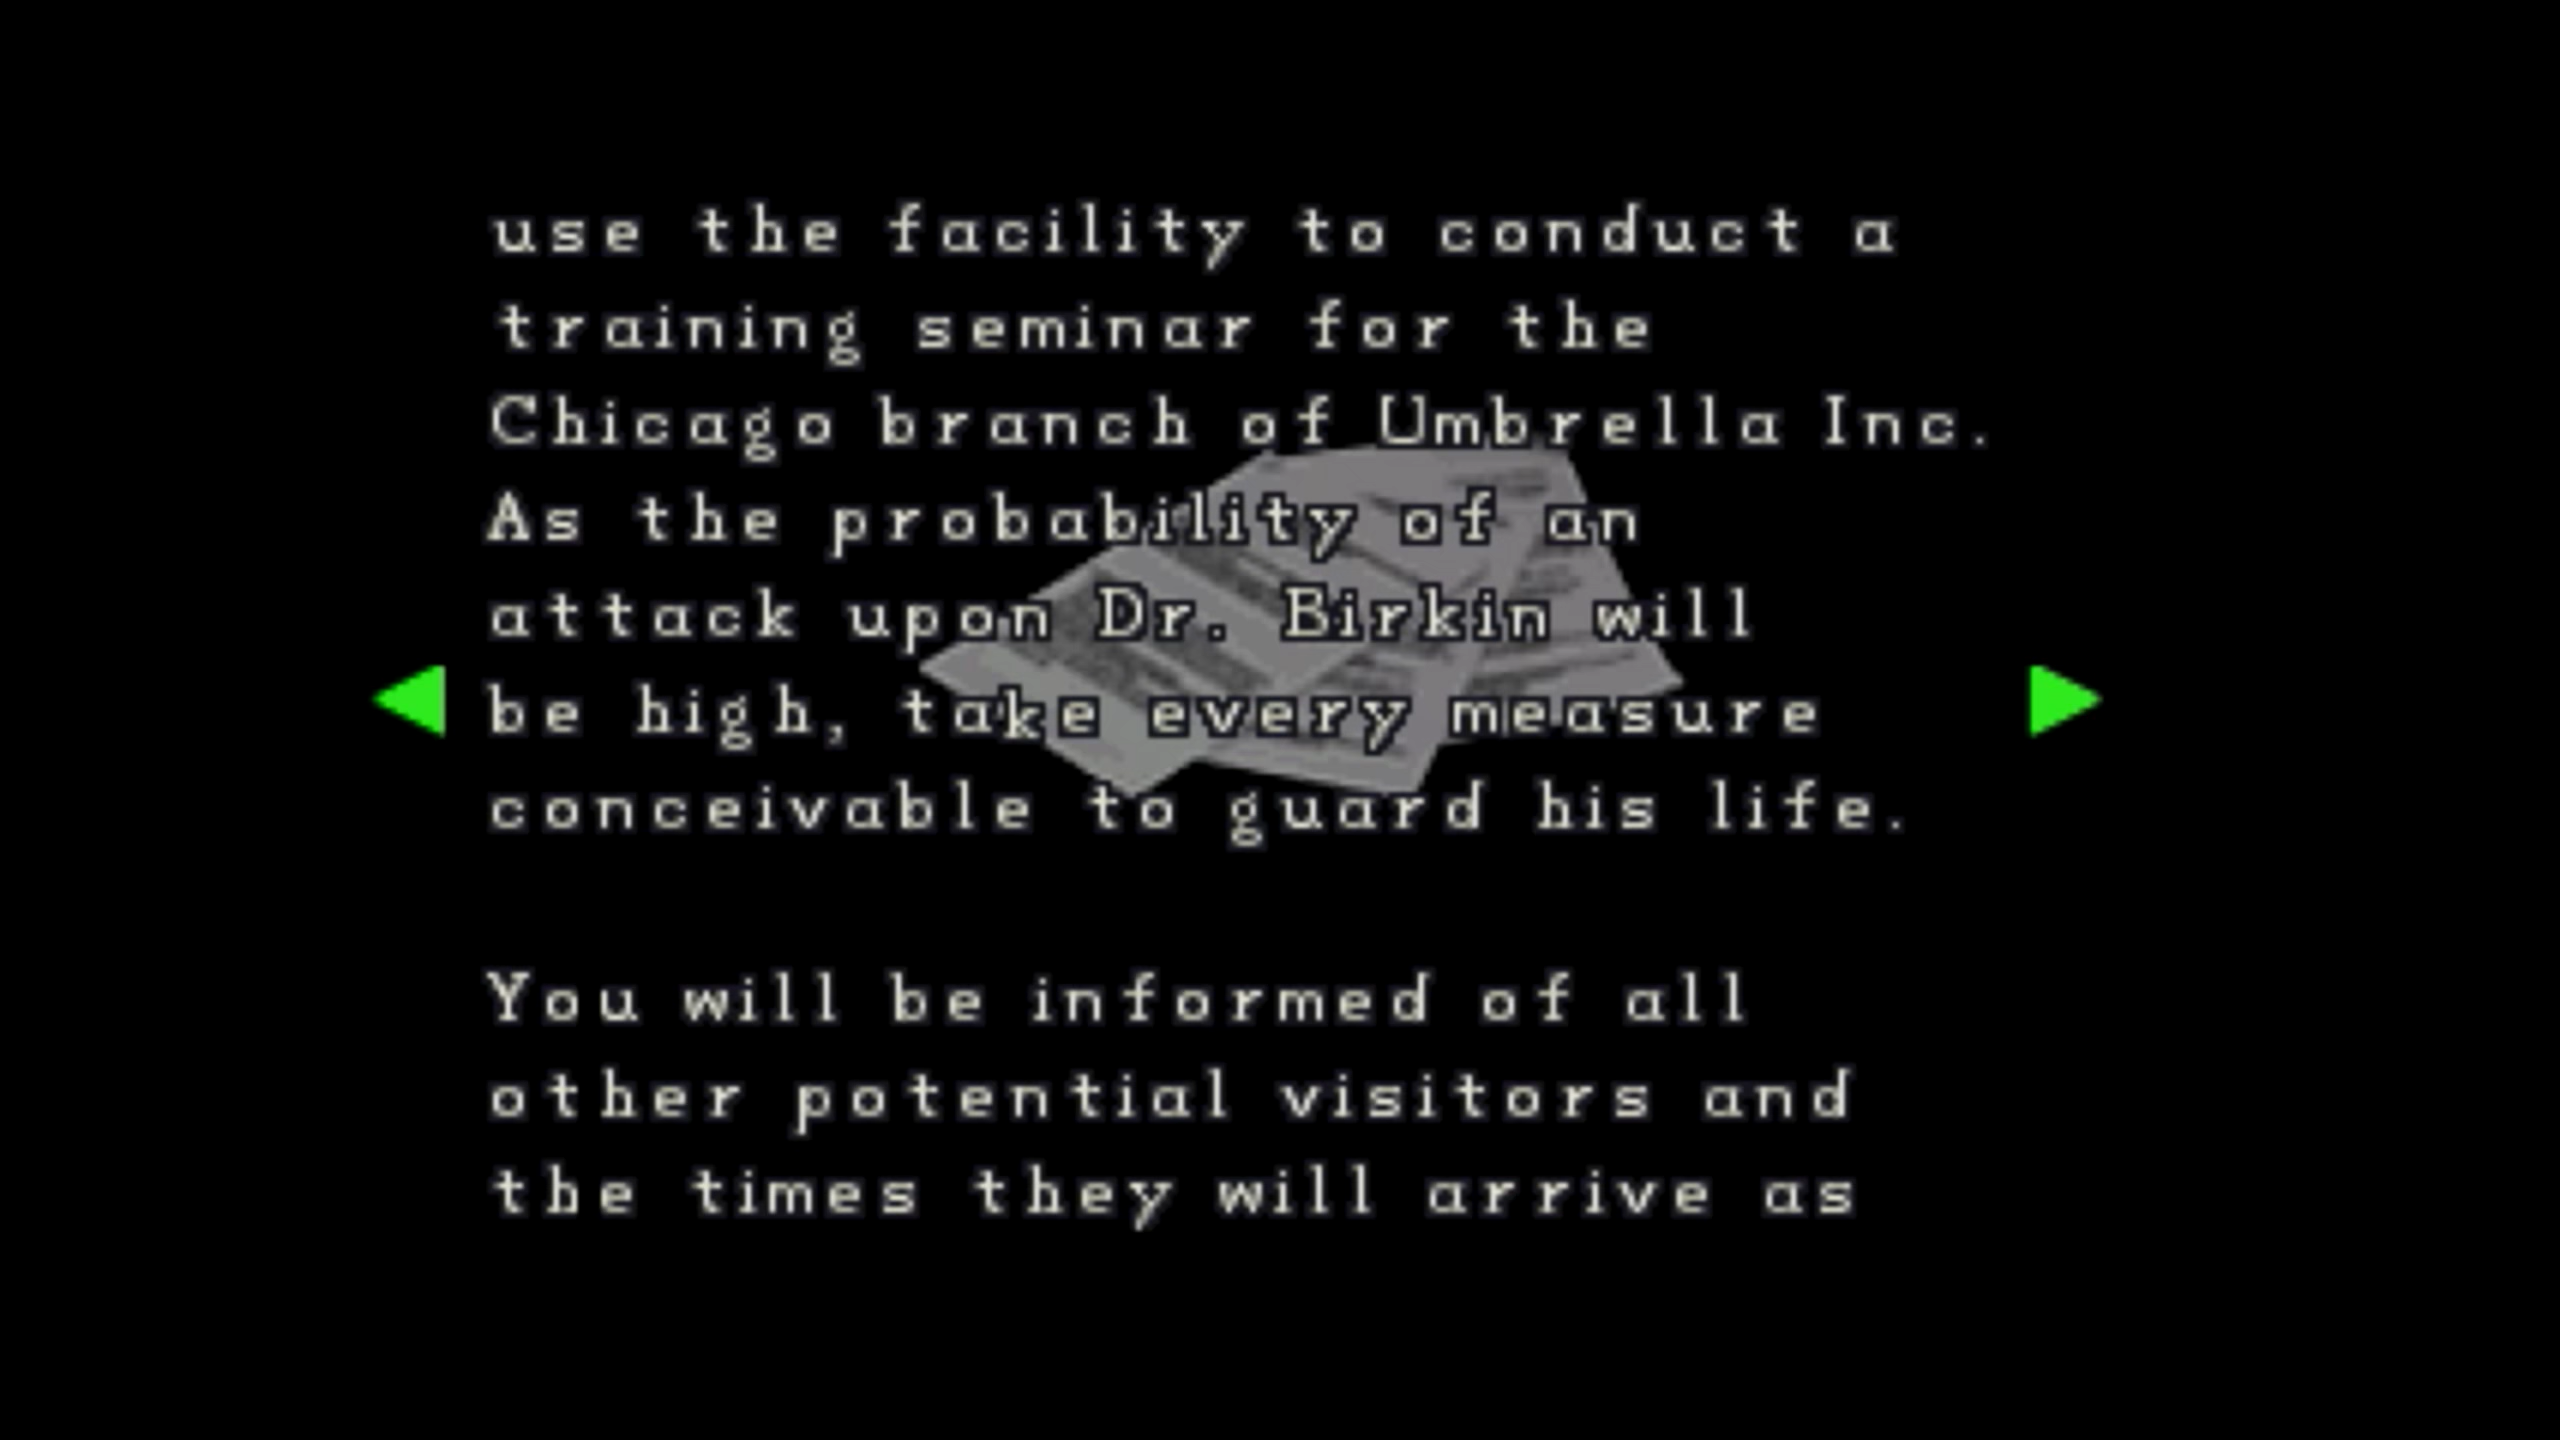 use the facility to conduct a
training seminar for the
Chicago branch of Umbrella Inc.
As the probability of an
attack upon Dr. Birkin will
be high, take every measure
conceivable to guard his life.
You will be informed of all
other potential visitors and
the times they will arrive as